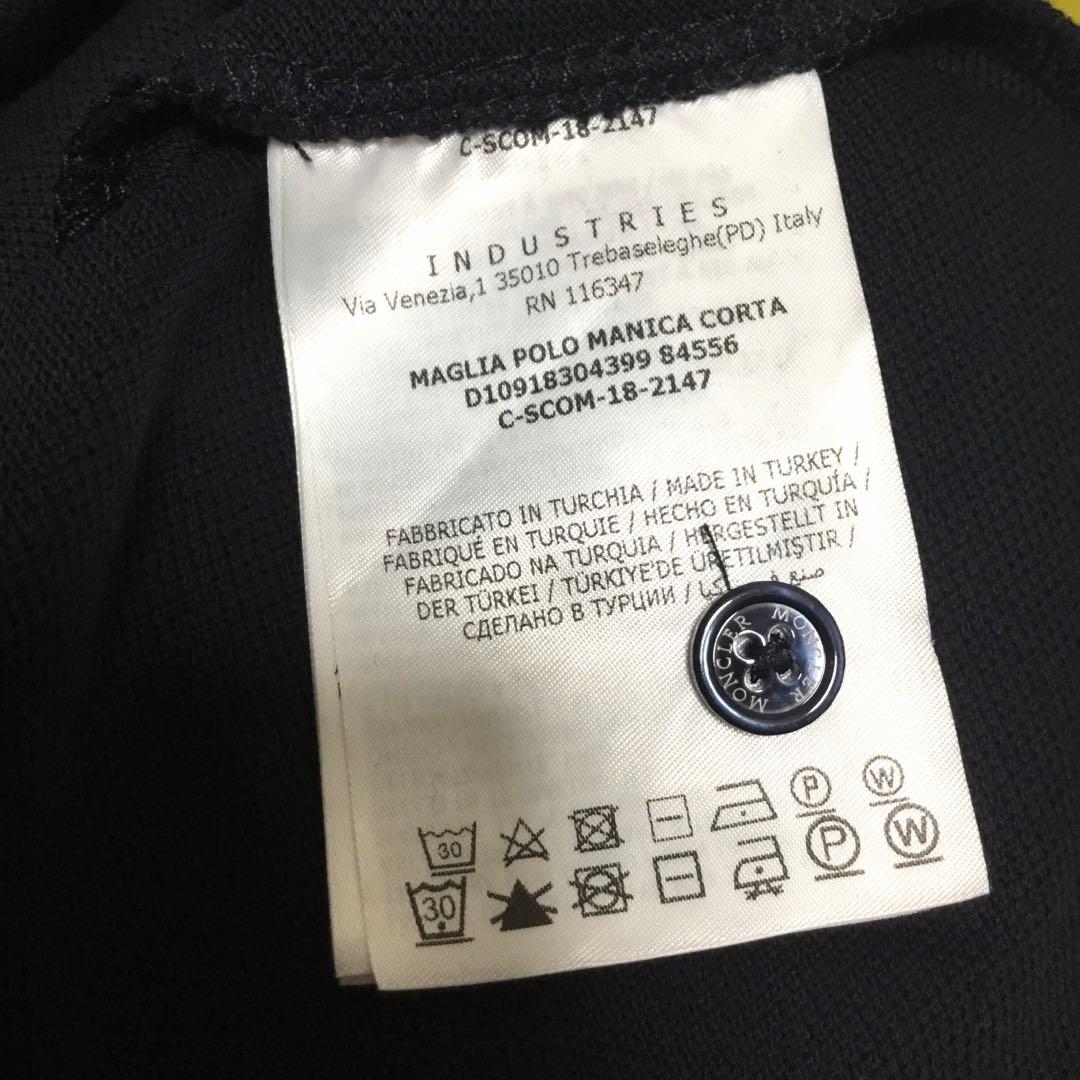 C-SCOM-18-2147
INDUSTRIES
Via Venezia,1 35010 Trebaseleghe(PD) Italy
RN 116347
MAGLIA POLO MANICA CORTA
D10918304399 84556
C-SCOM-18-2147
FABBRICATO IN TURCHIA / MADE IN TURKEY /
FABRIQUÉ EN TURQUIE / HECHO EN TURQUÍA /
FABRICADO NA TURQUIA / HERGESTELLT IN
DER TÜRKEI / TÜRKIYE'DE ÜRETILMIŞTIR /
СДЕЛАНО В ТУРЦИИ / صنع
MONCLER MONCLER
30 P W
30 P W